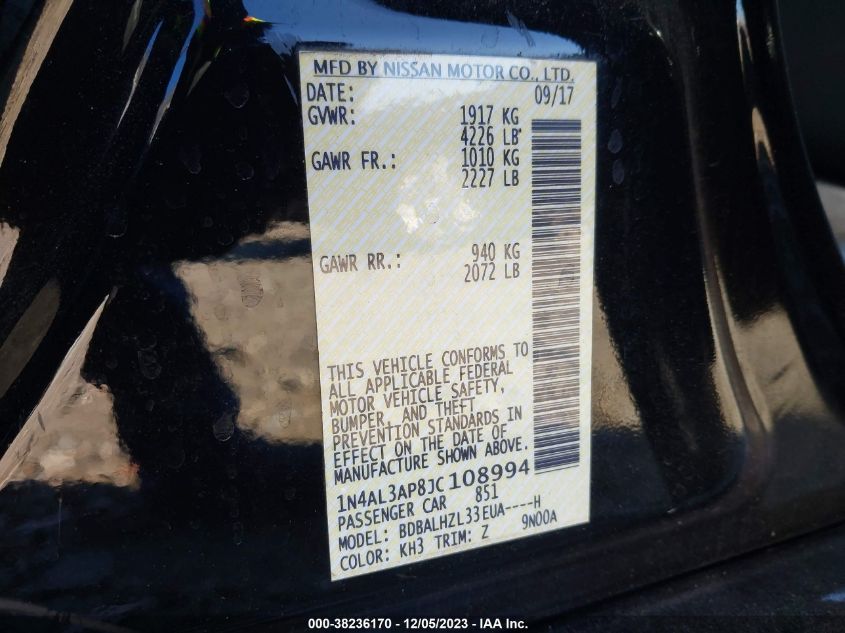 MFD BY NISSAN MOTOR CO., LTD.
DATE: 09/17
GVWR: 1917 KG
4226 LB
GAWR FR.: 1010 KG
2227 LB
GAWR RR.: 940 KG
2072 LB
THIS VEHICLE CONFORMS TO
ALL APPLICABLE FEDERAL
MOTOR VEHICLE SAFETY,
BUMPER, AND THEFT
PREVENTION STANDARDS IN
EFFECT ON THE DATE OF
MANUFACTURE SHOWN ABOVE.
1N4AL3AP8JC108994
PASSENGER CAR 851
MODEL: BDBALHZL33EUA----H
COLOR: KH3 TRIM: Z 9N00A
000-38236170 - 12/05/2023 - IAA Inc.